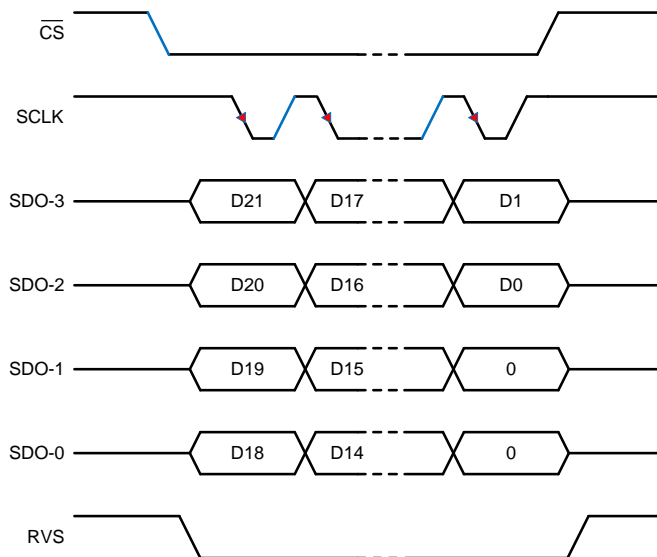 CS
SCLK
SDO-3 D21 D17 D1
SDO-2 D20 D16 D0
SDO-1 D19 D15 0
SDO-0 D18 D14 0
RVS